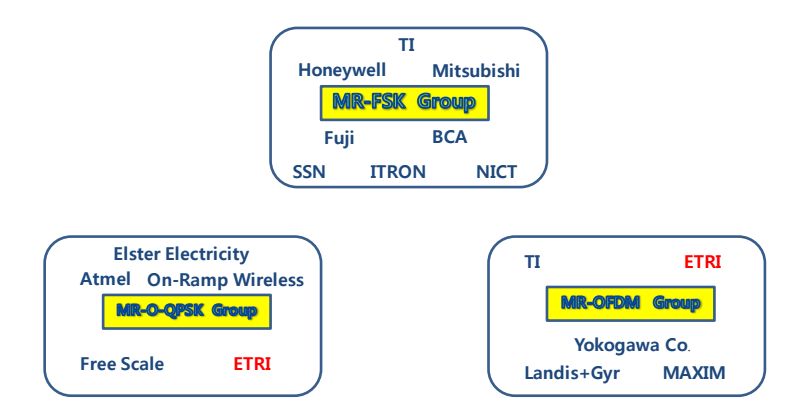 TI
Honeywell Mitsubishi
MR-FSK Group
Fuji BCA
SSN ITRON NICT
Elster Electricity
Atmel On-Ramp Wireless
MR-O-QPSK Group
Free Scale ETRI
TI ETRI
MR-OFDM Group
Yokogawa Co.
Landis+Gyr MAXIM